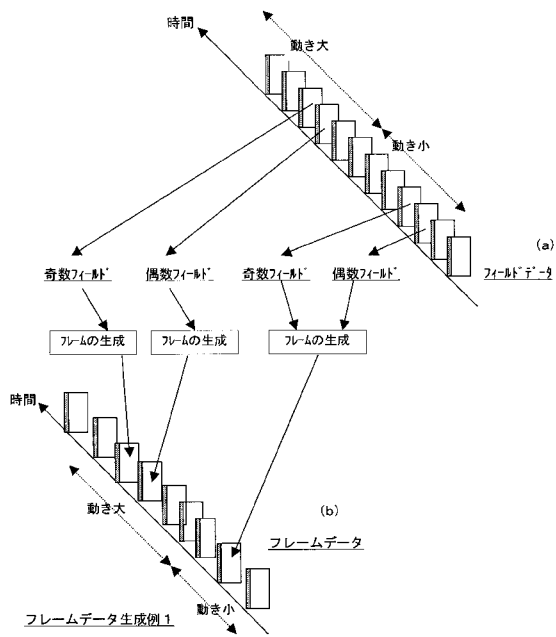 時間
動き大
動き小
(a)
奇数ﾌｨｰﾙﾄﾞ 偶数ﾌｨｰﾙﾄﾞ 奇数ﾌｨｰﾙﾄﾞ 偶数ﾌｨｰﾙﾄﾞ ﾌｨｰﾙﾄﾞﾃﾞｰﾀ
ﾌﾚｰﾑの生成 ﾌﾚｰﾑの生成 ﾌﾚｰﾑの生成
時間
動き大
(b)
フレームデータ
動き小
フレームデータ生成例１